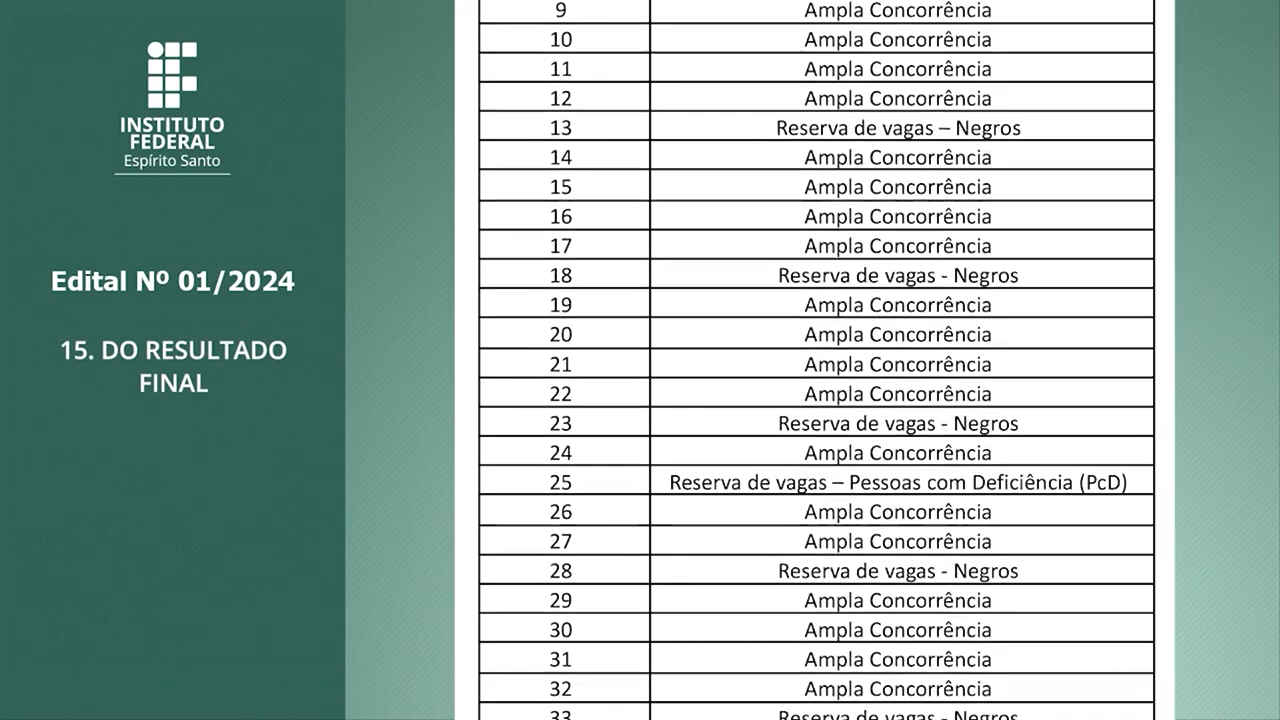 INSTITUTO
FEDERAL
Espírito Santo
Edital Nº 01/2024
15. DO RESULTADO
FINAL
9 Ampla Concorrência
10 Ampla Concorrência
11 Ampla Concorrência
12 Ampla Concorrência
13 Reserva de vagas – Negros
14 Ampla Concorrência
15 Ampla Concorrência
16 Ampla Concorrência
17 Ampla Concorrência
18 Reserva de vagas - Negros
19 Ampla Concorrência
20 Ampla Concorrência
21 Ampla Concorrência
22 Ampla Concorrência
23 Reserva de vagas - Negros
24 Ampla Concorrência
25 Reserva de vagas – Pessoas com Deficiência (PcD)
26 Ampla Concorrência
27 Ampla Concorrência
28 Reserva de vagas - Negros
29 Ampla Concorrência
30 Ampla Concorrência
31 Ampla Concorrência
32 Ampla Concorrência
33 Reserva de vagas - Negros